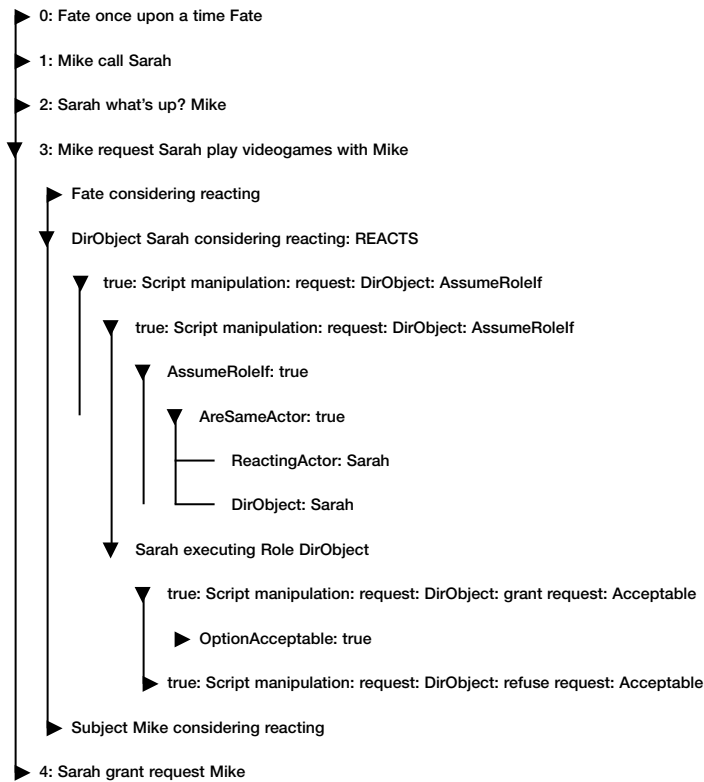 0: Fate once upon a time Fate
1: Mike call Sarah
2: Sarah what's up? Mike
3: Mike request Sarah play videogames with Mike
Fate considering reacting
DirObject Sarah considering reacting: REACTS
true: Script manipulation: request: DirObject: AssumeRoleIf
true: Script manipulation: request: DirObject: AssumeRoleIf
AssumeRoleIf: true
AreSameActor: true
ReactingActor: Sarah
DirObject: Sarah
Sarah executing Role DirObject
true: Script manipulation: request: DirObject: grant request: Acceptable
OptionAcceptable: true
true: Script manipulation: request: DirObject: refuse request: Acceptable
Subject Mike considering reacting
4: Sarah grant request Mike